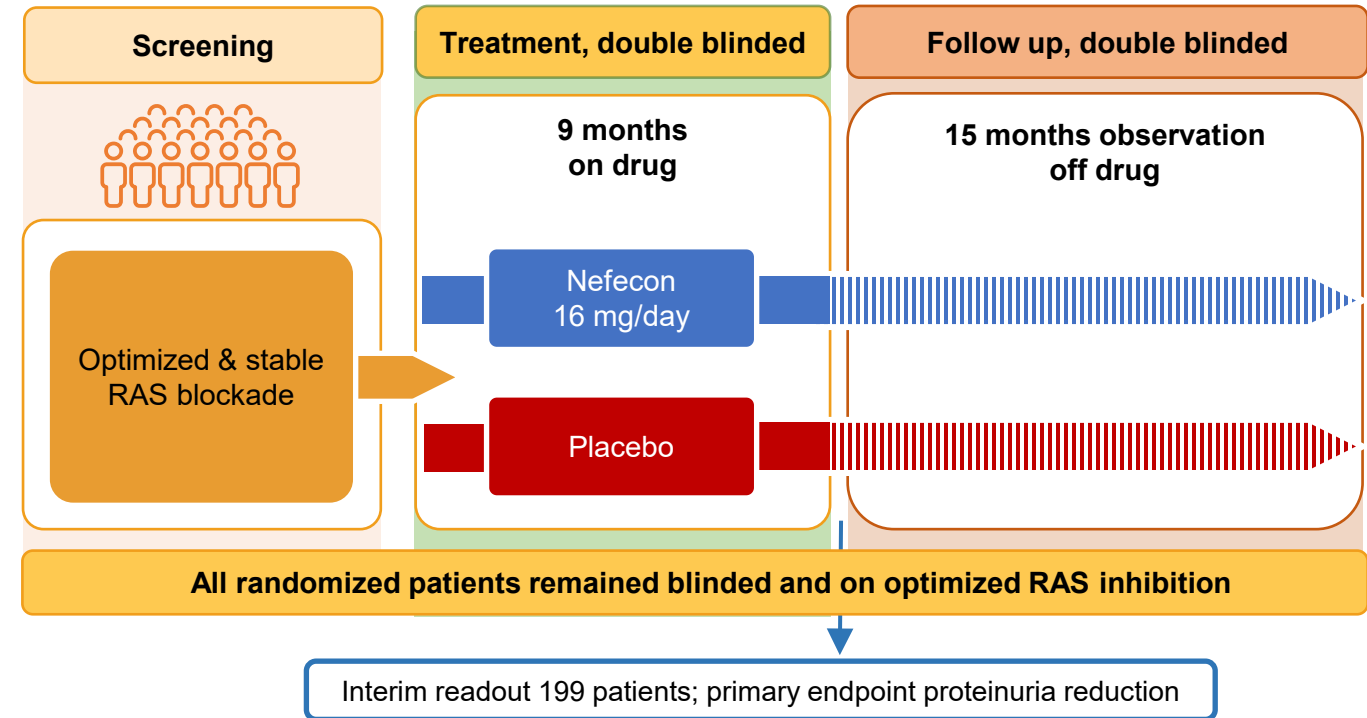 Screening
Treatment, double blinded
Follow up, double blinded
9 months
on drug
15 months observation
off drug
Optimized & stable
RAS blockade
Nefecon
16 mg/day
Placebo
All randomized patients remained blinded and on optimized RAS inhibition
Interim readout 199 patients; primary endpoint proteinuria reduction